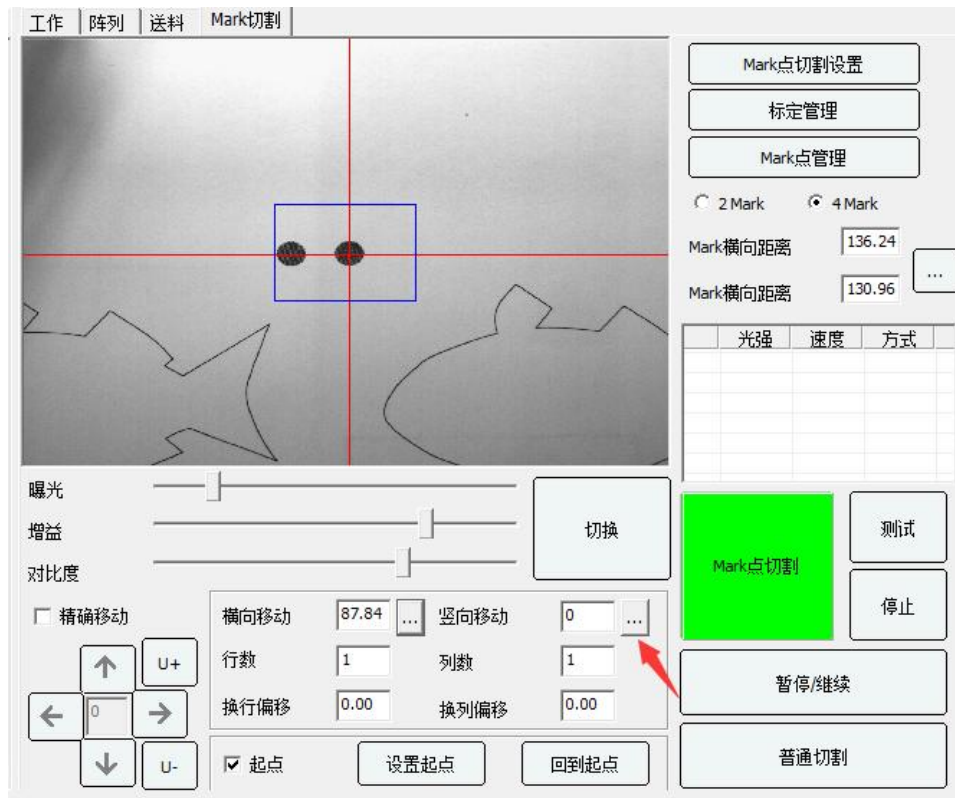 工作 阵列 送料 Mark切割
Mark点切割设置
标定管理
Mark点管理
2 Mark 4 Mark
Mark横向距离 136.24
...
Mark横向距离 130.96
光强 速度 方式
曝光
增益
对比度
切换
Mark点切割
测试
停止
精确移动
U+
0
U-
横向移动 87.84 ... 竖向移动 0 ...
行数 1 列数 1
换行偏移 0.00 换列偏移 0.00
起点 设置起点 回到起点
暂停/继续
普通切割